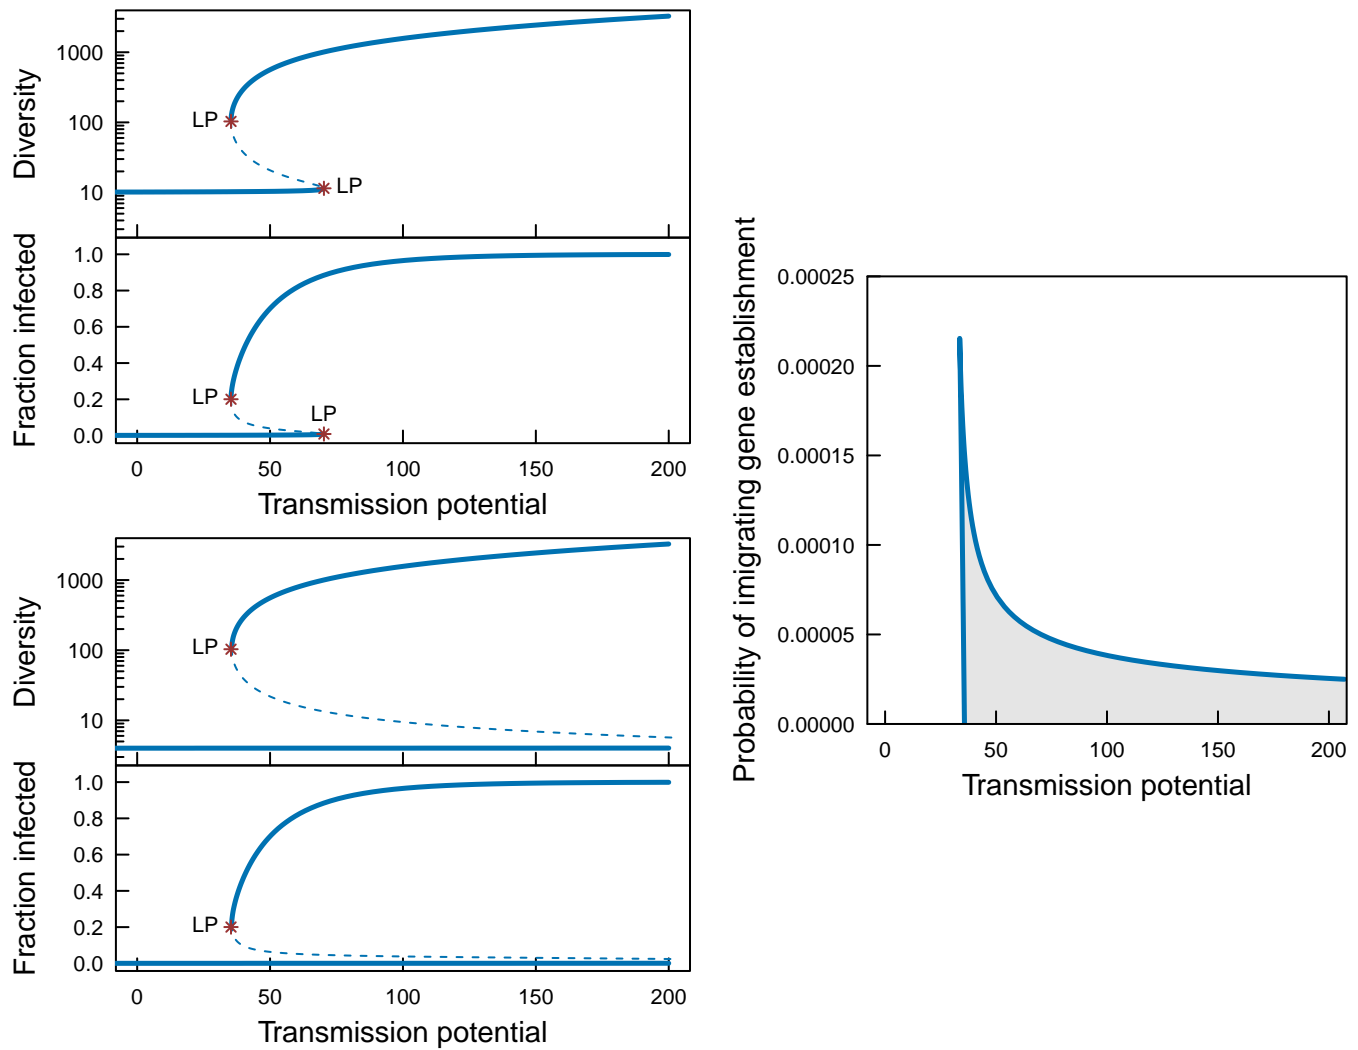 Diversity
1000
100
10
LP
LP
Fraction infected
1.0
0.8
0.6
0.4
0.2
0.0
LP
LP
0 50 100 150 200
Transmission potential
Diversity
1000
100
10
LP
Fraction infected
1.0
0.8
0.6
0.4
0.2
0.0
LP
0 50 100 150 200
Transmission potential
Probability of imigrating gene establishment
0.00025
0.00020
0.00015
0.00010
0.00005
0.00000
0 50 100 150 200
Transmission potential